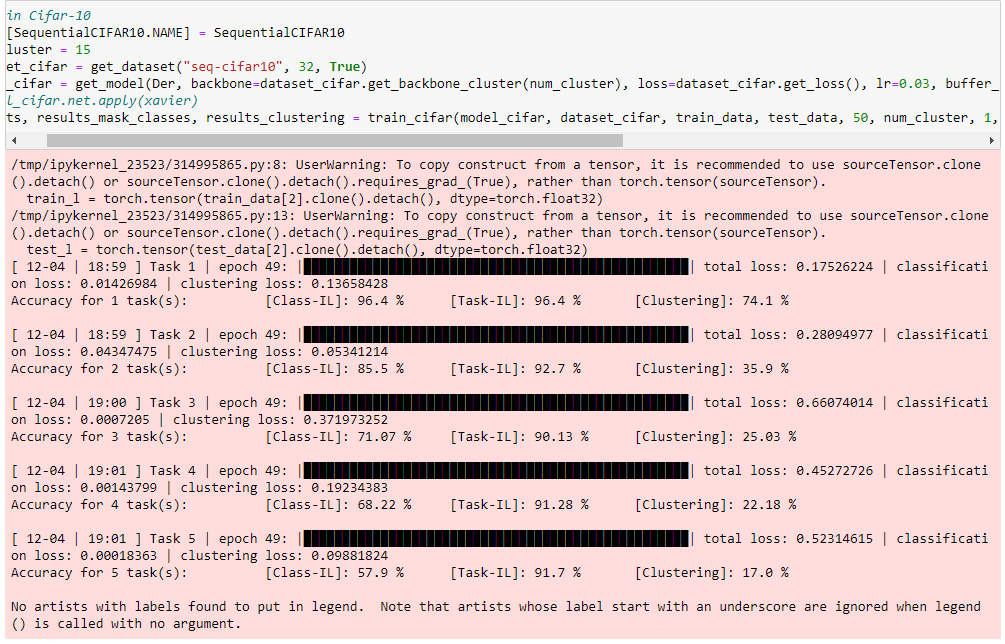 in Cifar-10
[SequentialCIFAR10.NAME] = SequentialCIFAR10
luster = 15
et_cifar = get_dataset("seq-cifar10", 32, True)
_cifar = get_model(Der, backbone=dataset_cifar.get_backbone_cluster(num_cluster), loss=dataset_cifar.get_loss(), lr=0.03, buffer_
l_cifar.net.apply(xavier)
ts, results_mask_classes, results_clustering = train_cifar(model_cifar, dataset_cifar, train_data, test_data, 50, num_cluster, 1,
/tmp/ipykernel_23523/314995865.py:8: UserWarning: To copy construct from a tensor, it is recommended to use sourceTensor.clone
().detach() or sourceTensor.clone().detach().requires_grad_(True), rather than torch.tensor(sourceTensor).
train_l = torch.tensor(train_data[2].clone().detach(), dtype=torch.float32)
/tmp/ipykernel_23523/314995865.py:13: UserWarning: To copy construct from a tensor, it is recommended to use sourceTensor.clone
().detach() or sourceTensor.clone().detach().requires_grad_(True), rather than torch.tensor(sourceTensor).
test_l = torch.tensor(test_data[2].clone().detach(), dtype=torch.float32)
[ 12-04 | 18:59 ] Task 1 | epoch 49: | | total loss: 0.17526224 | classificati
on loss: 0.01426984 | clustering loss: 0.13658428
Accuracy for 1 task(s): [Class-IL]: 96.4 % [Task-IL]: 96.4 % [Clustering]: 74.1 %
[ 12-04 | 18:59 ] Task 2 | epoch 49: | | total loss: 0.28094977 | classificati
on loss: 0.04347475 | clustering loss: 0.05341214
Accuracy for 2 task(s): [Class-IL]: 85.5 % [Task-IL]: 92.7 % [Clustering]: 35.9 %
[ 12-04 | 19:00 ] Task 3 | epoch 49: | | total loss: 0.66074014 | classificati
on loss: 0.0007205 | clustering loss: 0.371973252
Accuracy for 3 task(s): [Class-IL]: 71.07 % [Task-IL]: 90.13 % [Clustering]: 25.03 %
[ 12-04 | 19:01 ] Task 4 | epoch 49: | | total loss: 0.45272726 | classificati
on loss: 0.00143799 | clustering loss: 0.19234383
Accuracy for 4 task(s): [Class-IL]: 68.22 % [Task-IL]: 91.28 % [Clustering]: 22.18 %
[ 12-04 | 19:01 ] Task 5 | epoch 49: | | total loss: 0.52314615 | classificati
on loss: 0.00018363 | clustering loss: 0.09881824
Accuracy for 5 task(s): [Class-IL]: 57.9 % [Task-IL]: 91.7 % [Clustering]: 17.0 %
No artists with labels found to put in legend.  Note that artists whose label start with an underscore are ignored when legend
() is called with no argument.